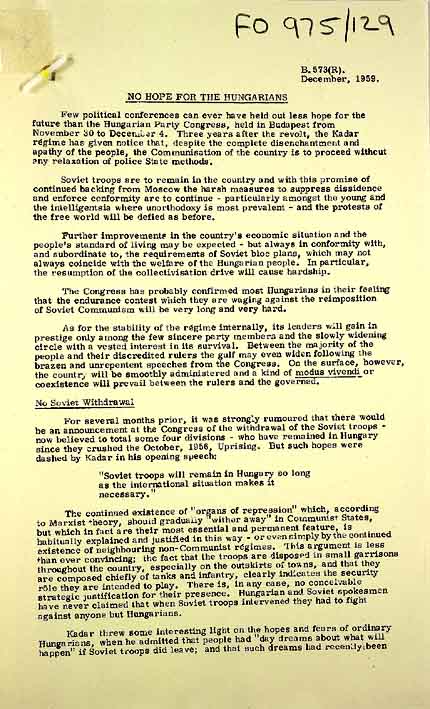 FO 975/129
B.573(R).
December, 1959.
NO HOPE FOR THE HUNGARIANS
Few political conferences can ever have held out less hope for the
future than the Hungarian Party Congress, held in Budapest from
November 30 to December 4. Three years after the revolt, the Kadar
régime has given notice that, despite the complete disenchantment and
apathy of the people, the Communisation of the country is to proceed without
any relaxation of police State methods.
Soviet troops are to remain in the country and with this promise of
continued backing from Moscow the harsh measures to suppress dissidence
and enforce conformity are to continue - particularly amongst the young and
the intelligentsia where unorthodoxy is most prevalent - and the protests of
the free world will be defied as before.
Further improvements in the country's economic situation and the
people's standard of living may be expected - but always in conformity with,
and subordinate to, the requirements of Soviet bloc plans, which may not
always coincide with the welfare of the Hungarian people. In particular,
the resumption of the collectivisation drive will cause hardship.
The Congress has probably confirmed most Hungarians in their feeling
that the endurance contest which they are waging against the reimposition
of Soviet Communism will be very long and very hard.
As for the stability of the régime internally, its leaders will gain in
prestige only among the few sincere party members and the slowly widening
circle with a vested interest in its survival. Between the majority of the
people and their discredited rulers the gulf may even widen following the
brazen and unrepentent speeches from the Congress. On the surface, however,
the country will be smoothly administered and a kind of modus vivendi or
coexistence will prevail between the rulers and the governed.
No Soviet Withdrawal
For several months prior, it was strongly rumoured that there would
be an announcement at the Congress of the withdrawal of the Soviet troops -
now believed to total some four divisions - who have remained in Hungary
since they crushed the October, 1956, Uprising. But such hopes were
dashed by Kadar in his opening speech:
"Soviet troops will remain in Hungary so long
as the international situation makes it
necessary."
The continued existence of "organs of repression" which, according
to Marxist theory, should gradually "wither away" in Communist States,
but which in fact are their most essential and permanent feature, is
habitually explained and justified in this way - or even simply by the continued
existence of neighbouring non-Communist régimes. This argument is less
than ever convincing; the fact that the troops are disposed in small garrisons
throughout the country, especially on the outskirts of towns, and that they
are composed chiefly of tanks and infantry, clearly indicates the security
rôle they are intended to play. There is, in any case, no conceivable
strategic justification for their presence. Hungarian and Soviet spokesmen
have never claimed that when Soviet troops intervened they had to fight
against anyone but Hungarians.
Kadar threw some interesting light on the hopes and fears of ordinary
Hungarians, when he admitted that people had "day dreams about what will
happen" if Soviet troops did leave; and that such dreams had recently been